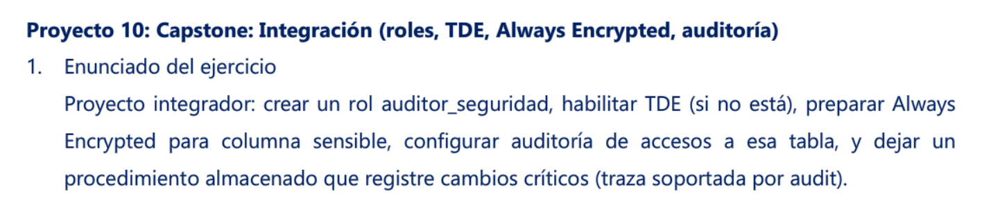 Proyecto 10: Capstone: Integración (roles, TDE, Always Encrypted, auditoría)
1. Enunciado del ejercicio
Proyecto integrador: crear un rol auditor_seguridad, habilitar TDE (si no está), preparar Always
Encrypted para columna sensible, configurar auditoría de accesos a esa tabla, y dejar un
procedimiento almacenado que registre cambios críticos (traza soportada por audit).